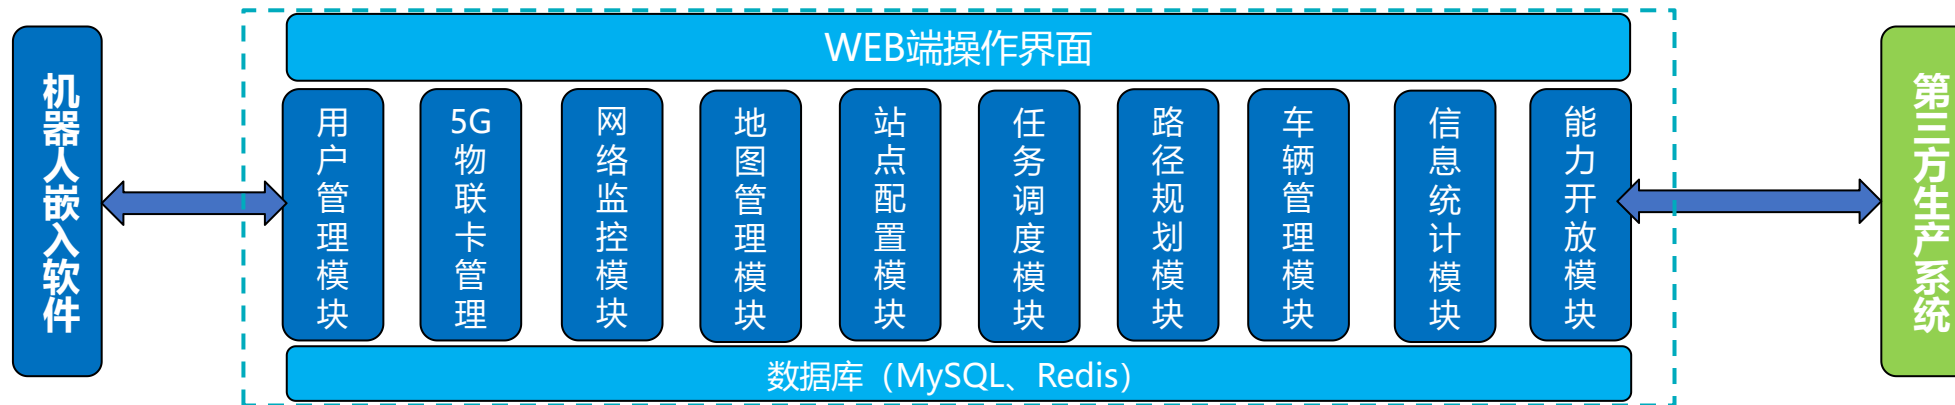 机器人嵌入软件
WEB端操作界面
用户管理模块
5G物联卡管理
网络监控模块
地图管理模块
站点配置模块
任务调度模块
路径规划模块
车辆管理模块
信息统计模块
能力开放模块
数据库（MySQL、Redis）
第三方生产系统